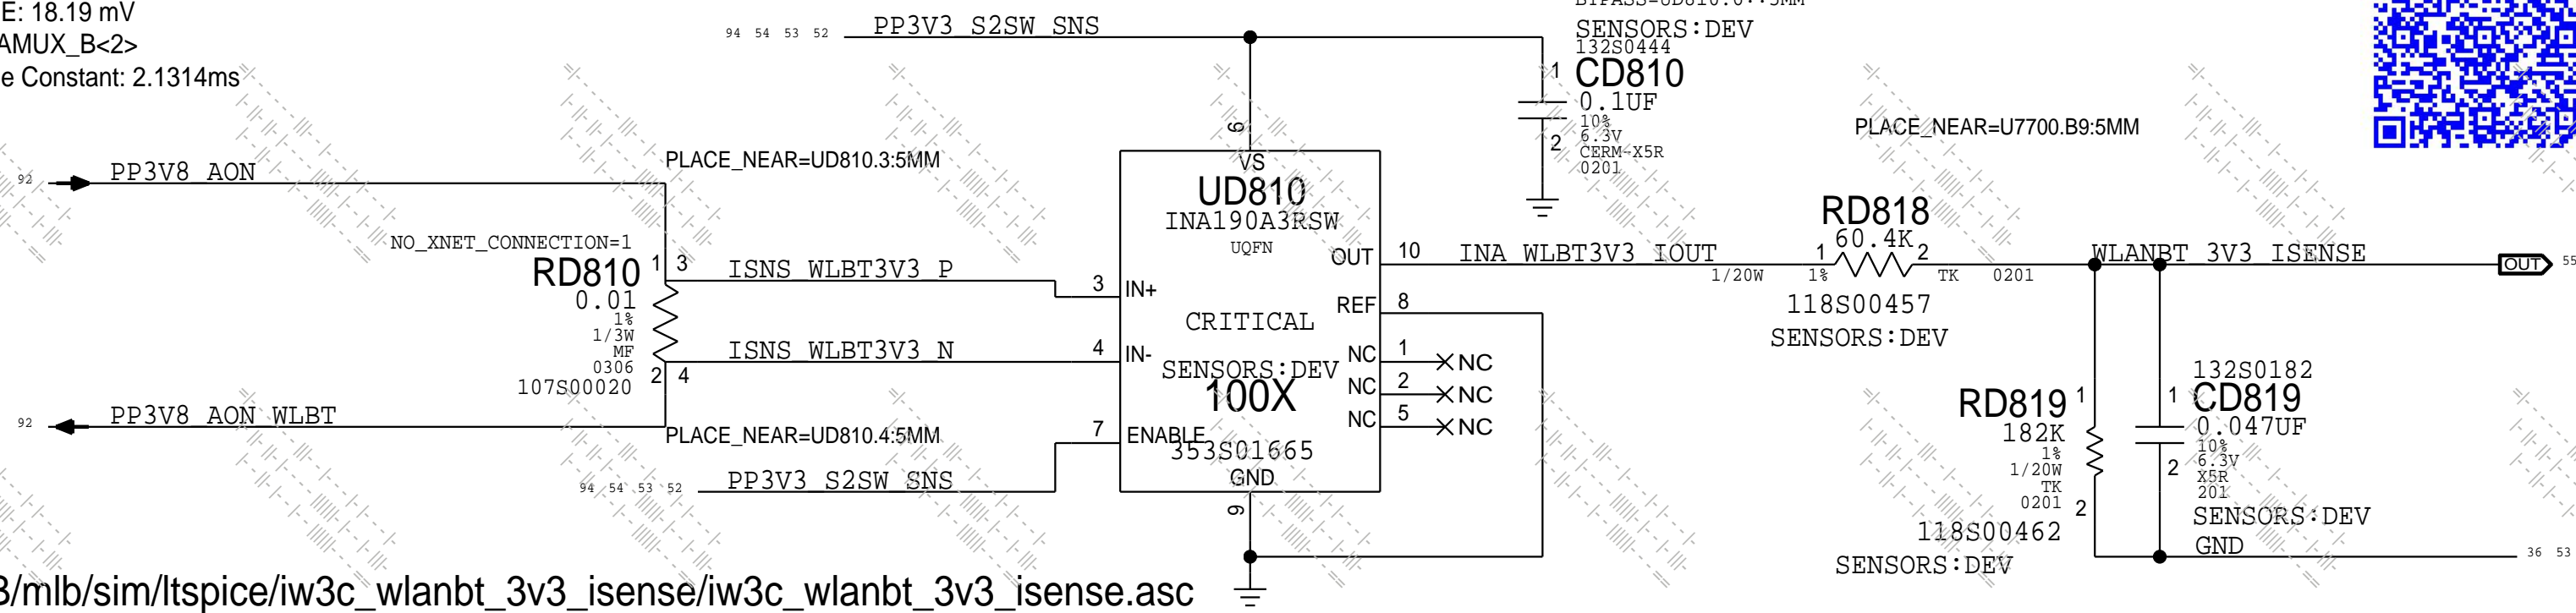 E: 18.19 mV
AMUX_B<2>
e Constant: 2.1314ms
94 54 53 52 PP3V3_S2SW_SNS
SENSORS:DEV
132S0444
1 CD810
0.1UF
10%
2 6.3V
CERM-X5R
0201
PLACE_NEAR=U7700.B9:5MM
92 PP3V8_AON
PLACE_NEAR=UD810.3:5MM
NO_XNET_CONNECTION=1
1 3
RD810
0.01
1%
1/3W
MF
0306
107S00020
2 4
ISNS_WLBT3V3_P
ISNS_WLBT3V3_N
92 PP3V8_AON_WLBT
PLACE_NEAR=UD810.4:5MM
94 54 53 52 PP3V3_S2SW_SNS
6
VS
UD810
INA190A3RSW
UQFN
3 IN+
4 IN-
7 ENABLE
CRITICAL
SENSORS:DEV
100X
353S01665
GND
9
OUT 10
REF 8
NC 1 NC
NC 2 NC
NC 5 NC
INA_WLBT3V3_IOUT
RD818
60.4K
1 2
1/20W 1% TK 0201
118S00457
SENSORS:DEV
WLANBT_3V3_ISENSE
OUT 55
RD819 1
182K
1%
1/20W
TK
0201 2
118S00462
SENSORS:DEV
132S0182
1 CD819
0.047UF
10%
2 6.3V
X5R
201
SENSORS:DEV
GND
36 53
3/mlb/sim/ltspice/iw3c_wlanbt_3v3_isense/iw3c_wlanbt_3v3_isense.asc